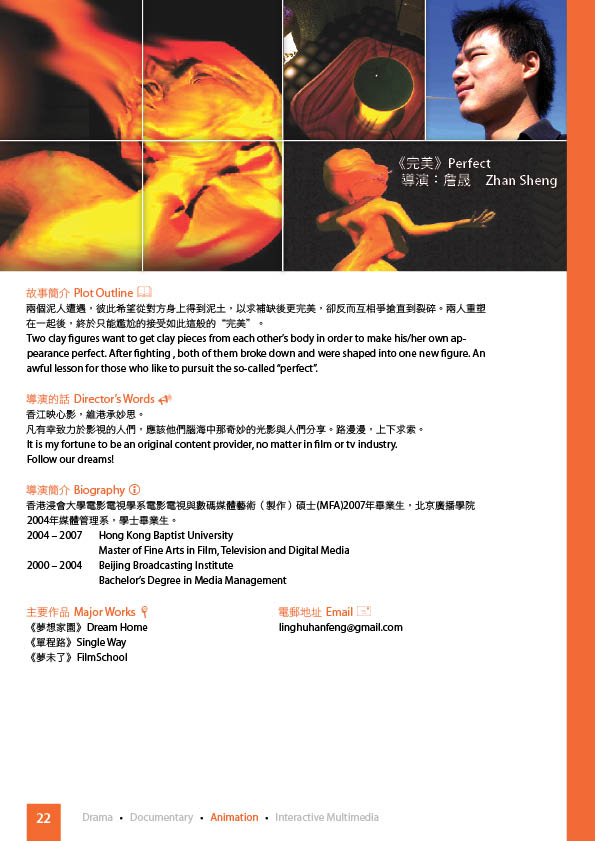 《完美》Perfect
導演：詹晟 Zhan Sheng
故事簡介 Plot Outline
兩個泥人遭遇，彼此希望從對方身上得到泥土，以求補缺後更完美，卻反而互相爭搶直到裂碎。兩人重塑
在一起後，終於只能尷尬的接受如此這般的“完美”。
Two clay figures want to get clay pieces from each other's body in order to make his/her own ap-
pearance perfect. After fighting , both of them broke down and were shaped into one new figure. An
awful lesson for those who like to pursuit the so-called “perfect”.
導演的話 Director's Words
香江映心影，維港承妙思。
凡有幸致力於影視的人們，應該他們腦海中那奇妙的光影與人們分享。路漫漫，上下求索。
It is my fortune to be an original content provider, no matter in film or tv industry.
Follow our dreams!
導演簡介 Biography
香港浸會大學電影電視學系電影電視與數碼媒體藝術（製作）碩士(MFA)2007年畢業生，北京廣播學院
2004年媒體管理系，學士畢業生。
2004 – 2007 Hong Kong Baptist University
Master of Fine Arts in Film, Television and Digital Media
2000 – 2004 Beijing Broadcasting Institute
Bachelor's Degree in Media Management
主要作品 Major Works
《夢想家園》Dream Home
《單程路》Single Way
《夢未了》FilmSchool
電郵地址 Email
linghuhanfeng@gmail.com
22 Drama • Documentary • Animation • Interactive Multimedia